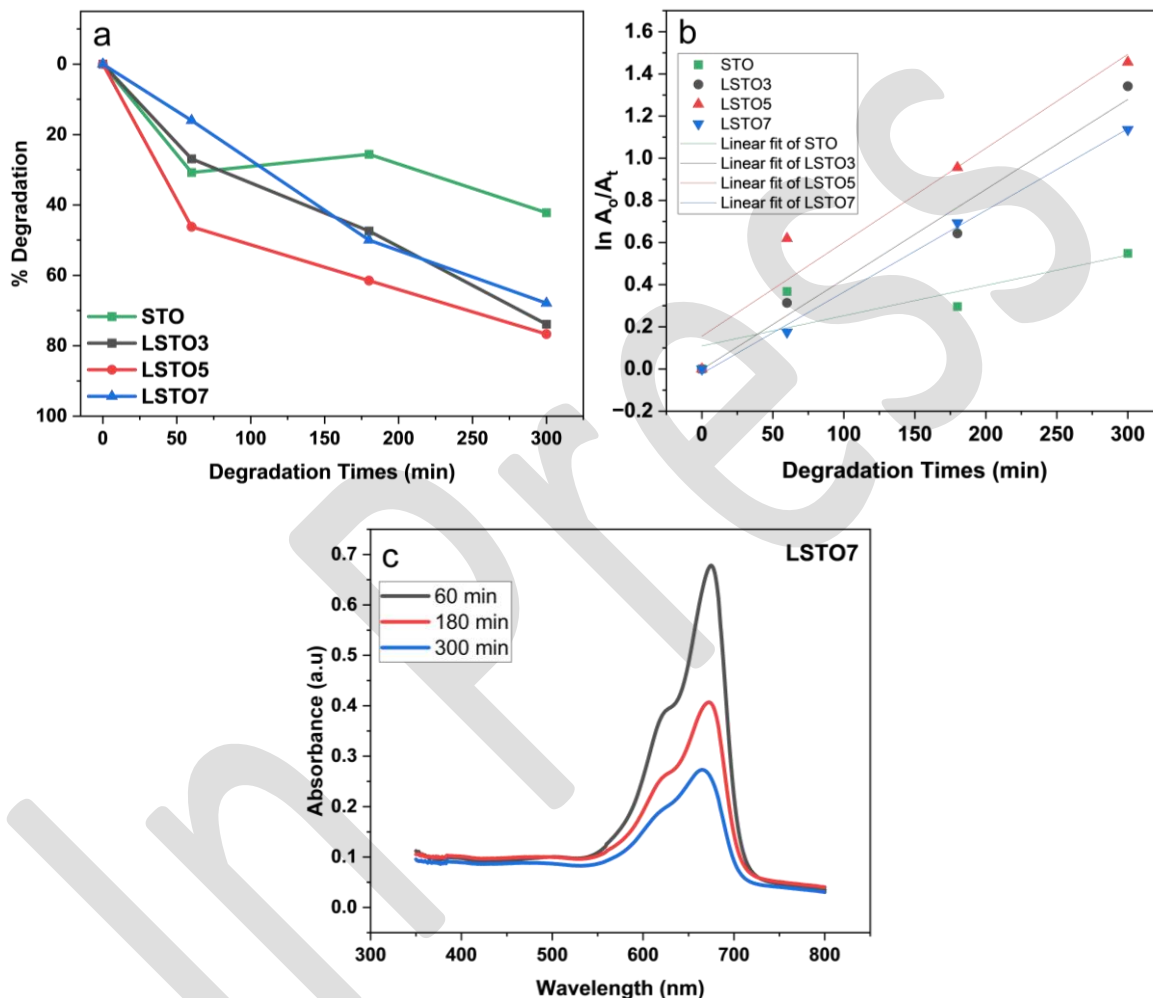 a
% Degradation
0
20
40
60
80
100
STO
LSTO3
LSTO5
LSTO7
0 50 100 150 200 250 300
Degradation Times (min)
b
ln Ao/At
1.6
1.4
1.2
1.0
0.8
0.6
0.4
0.2
0.0
−0.2
STO
LSTO3
LSTO5
LSTO7
Linear fit of STO
Linear fit of LSTO3
Linear fit of LSTO5
Linear fit of LSTO7
0 50 100 150 200 250 300
Degradation Times (min)
c
LSTO7
Absorbance (a.u)
0.7
0.6
0.5
0.4
0.3
0.2
0.1
0.0
60 min
180 min
300 min
300 400 500 600 700 800
Wavelength (nm)
In Press